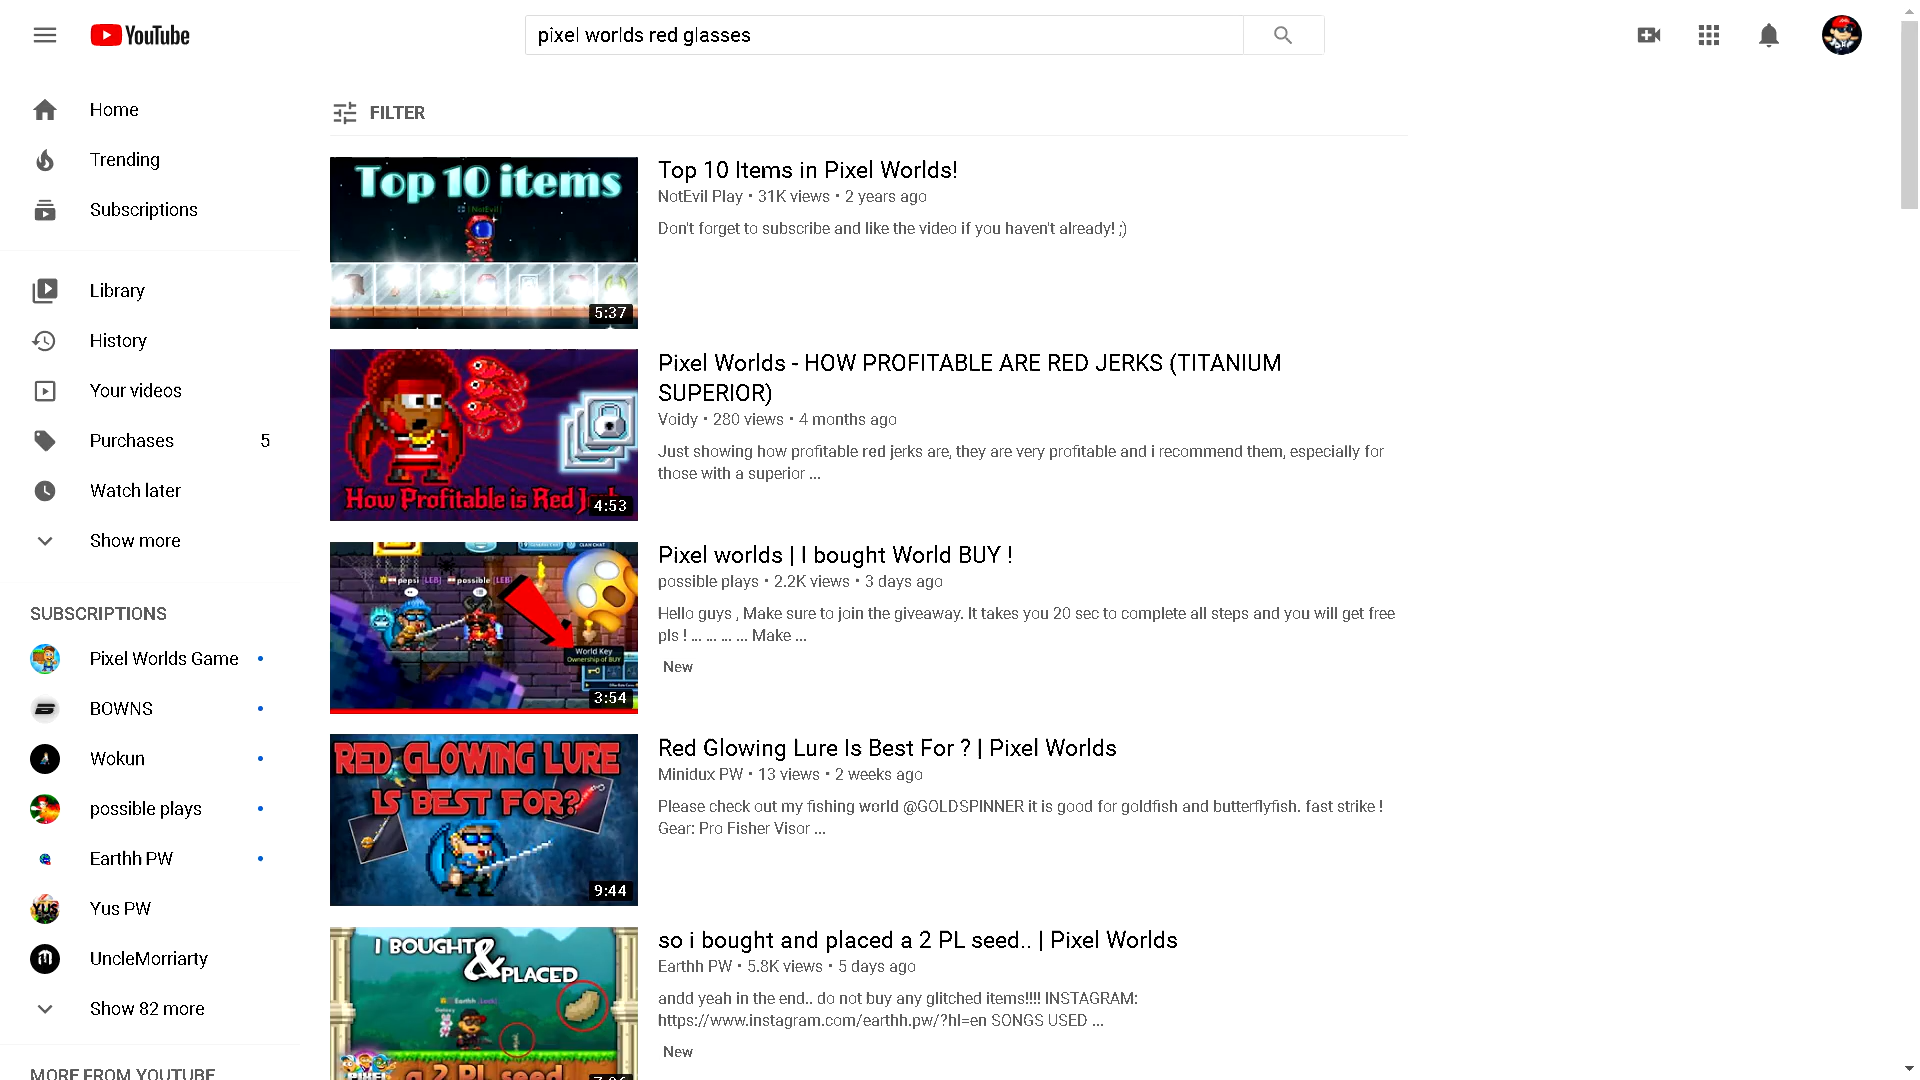 YouTube
pixel worlds red glasses
Home
Trending
Subscriptions
Library
History
Your videos
Purchases 5
Watch later
Show more
SUBSCRIPTIONS
Pixel Worlds Game
BOWNS
Wokun
possible plays
Earthh PW
Yus PW
UncleMorriarty
Show 82 more
MORE FROM YOUTUBE
FILTER
Top 10 items
5:37
Top 10 Items in Pixel Worlds!
NotEvil Play • 31K views • 2 years ago
Don't forget to subscribe and like the video if you haven't already! ;)
How Profitable is Red
4:53
Pixel Worlds - HOW PROFITABLE ARE RED JERKS (TITANIUM
SUPERIOR)
Voidy • 280 views • 4 months ago
Just showing how profitable red jerks are, they are very profitable and i recommend them, especially for
those with a superior ...
pepsi [LEB] possible [LEB]
World Key
Ownership of BUY
3:54
Pixel worlds | I bought World BUY !
possible plays • 2.2K views • 3 days ago
Hello guys , Make sure to join the giveaway. It takes you 20 sec to complete all steps and you will get free
pls ! ... ... ... ... Make ...
New
RED GLOWING LURE
IS BEST FOR?
9:44
Red Glowing Lure Is Best For ? | Pixel Worlds
Minidux PW • 13 views • 2 weeks ago
Please check out my fishing world @GOLDSPINNER it is good for goldfish and butterflyfish. fast strike !
Gear: Pro Fisher Visor ...
I BOUGHT
& PLACED
a 2 PL seed
PIXEL
so i bought and placed a 2 PL seed.. | Pixel Worlds
Earthh PW • 5.8K views • 5 days ago
andd yeah in the end.. do not buy any glitched items!!!! INSTAGRAM:
https://www.instagram.com/earthh.pw/?hl=en SONGS USED ...
New